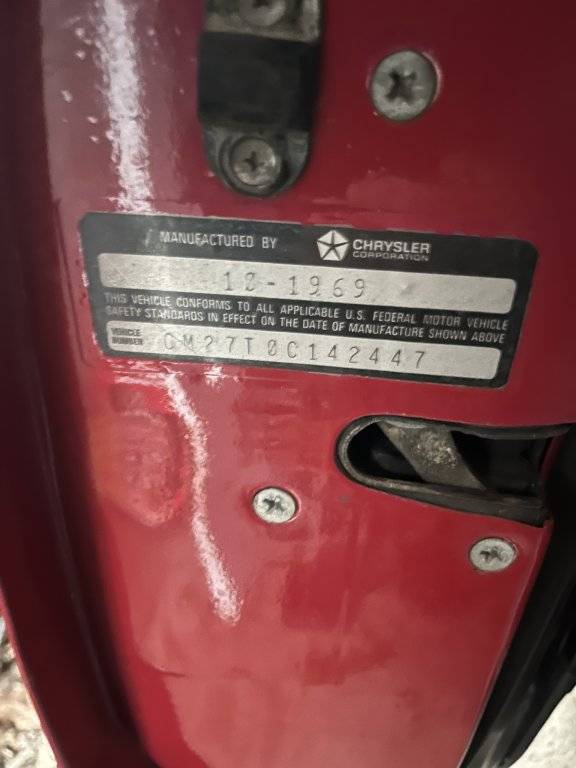 MANUFACTURED BY CHRYSLER
CORPORATION
10-1969
THIS VEHICLE CONFORMS TO ALL APPLICABLE U.S. FEDERAL MOTOR VEHICLE
SAFETY STANDARDS IN EFFECT ON THE DATE OF MANUFACTURE SHOWN ABOVE
VEHICLE
NUMBER
CM27T0C142447